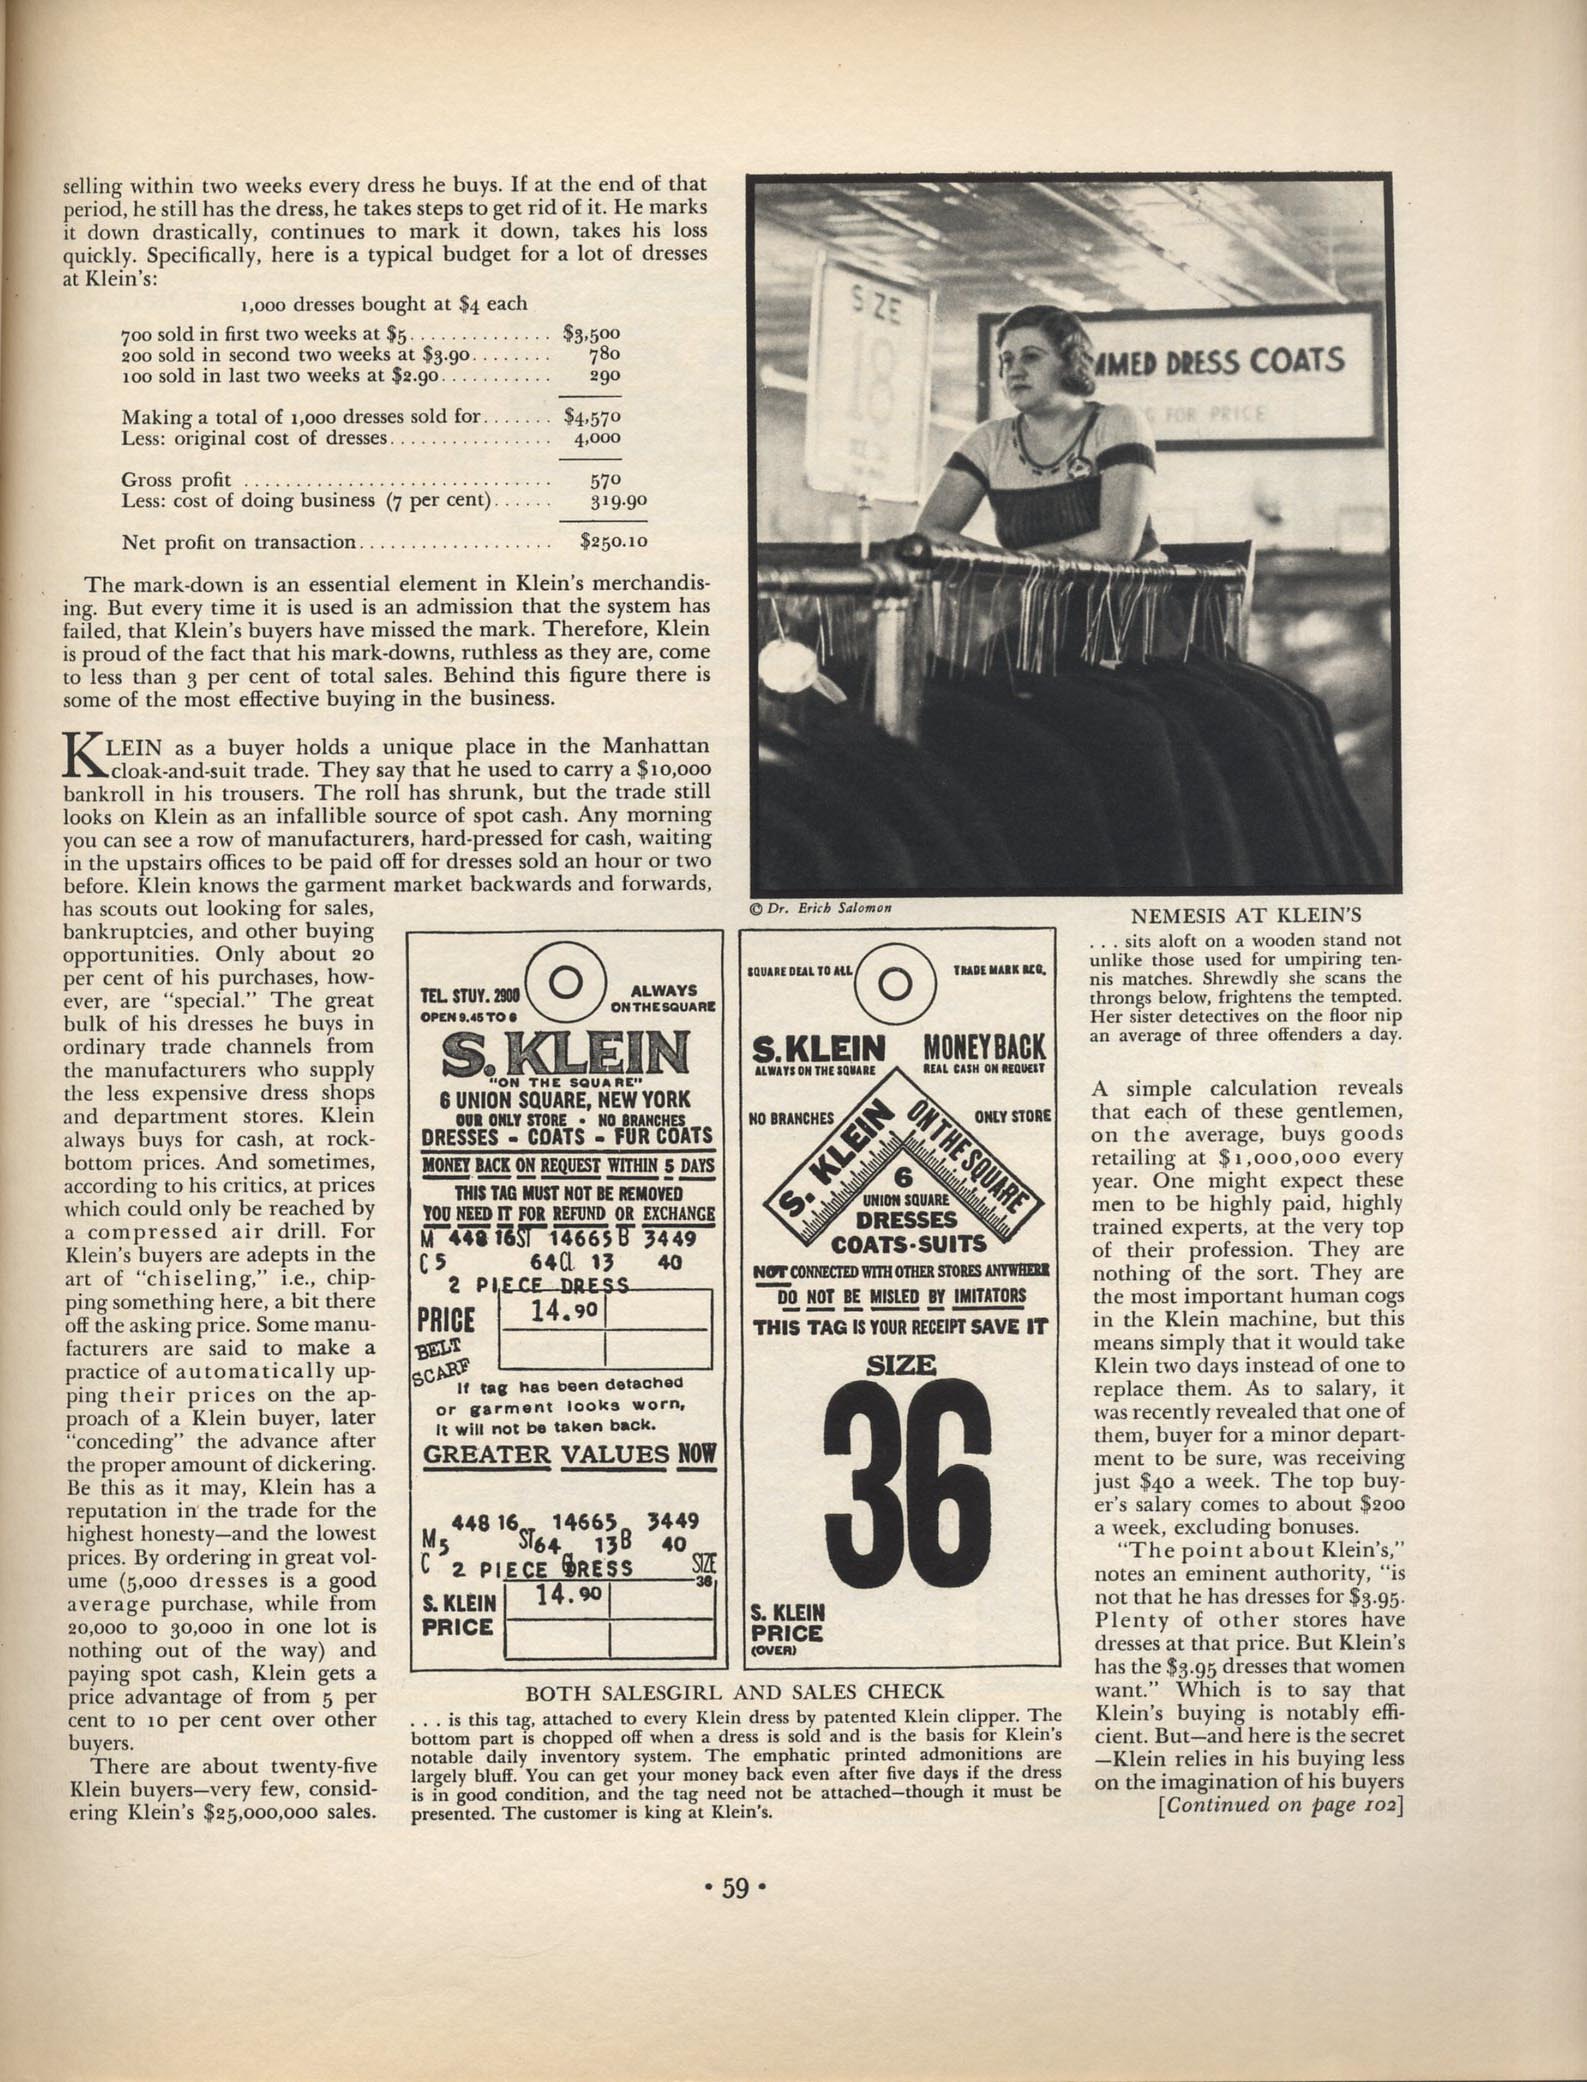 selling within two weeks every dress he buys. If at the end of that
period, he still has the dress, he takes steps to get rid of it. He marks
it down drastically, continues to mark it down, takes his loss
quickly. Specifically, here is a typical budget for a lot of dresses
at Klein's:
1,000 dresses bought at $4 each
700 sold in first two weeks at $5.............. $3,500
200 sold in second two weeks at $3.90........ 780
100 sold in last two weeks at $2.90........... 290
Making a total of 1,000 dresses sold for....... $4,570
Less: original cost of dresses................ 4,000
Gross profit .............................. 570
Less: cost of doing business (7 per cent)...... 319.90
Net profit on transaction................... $250.10
The mark-down is an essential element in Klein's merchandis-
ing. But every time it is used is an admission that the system has
failed, that Klein's buyers have missed the mark. Therefore, Klein
is proud of the fact that his mark-downs, ruthless as they are, come
to less than 3 per cent of total sales. Behind this figure there is
some of the most effective buying in the business.
KLEIN as a buyer holds a unique place in the Manhattan
cloak-and-suit trade. They say that he used to carry a $10,000
bankroll in his trousers. The roll has shrunk, but the trade still
looks on Klein as an infallible source of spot cash. Any morning
you can see a row of manufacturers, hard-pressed for cash, waiting
in the upstairs offices to be paid off for dresses sold an hour or two
before. Klein knows the garment market backwards and forwards,
has scouts out looking for sales,
bankruptcies, and other buying
opportunities. Only about 20
per cent of his purchases, how-
ever, are "special." The great
bulk of his dresses he buys in
ordinary trade channels from
the manufacturers who supply
the less expensive dress shops
and department stores. Klein
always buys for cash, at rock-
bottom prices. And sometimes,
according to his critics, at prices
which could only be reached by
a compressed air drill. For
Klein's buyers are adepts in the
art of "chiseling," i.e., chip-
ping something here, a bit there
off the asking price. Some manu-
facturers are said to make a
practice of automatically up-
ping their prices on the ap-
proach of a Klein buyer, later
"conceding" the advance after
the proper amount of dickering.
Be this as it may, Klein has a
reputation in the trade for the
highest honesty—and the lowest
prices. By ordering in great vol-
ume (5,000 dresses is a good
average purchase, while from
20,000 to 30,000 in one lot is
nothing out of the way) and
paying spot cash, Klein gets a
price advantage of from 5 per
cent to 10 per cent over other
buyers.
There are about twenty-five
Klein buyers—very few, consid-
ering Klein's $25,000,000 sales.
SIZE
18
MMED DRESS COATS
FOR PRICE
© Dr. Erich Salomon
NEMESIS AT KLEIN'S
. . . sits aloft on a wooden stand not
unlike those used for umpiring ten-
nis matches. Shrewdly she scans the
throngs below, frightens the tempted.
Her sister detectives on the floor nip
an average of three offenders a day.
TEL. STUY. 2900
OPEN 9.45 TO 6
ALWAYS
ON THE SQUARE
S. KLEIN
"ON THE SQUARE"
6 UNION SQUARE, NEW YORK
OUR ONLY STORE • NO BRANCHES
DRESSES - COATS - FUR COATS
MONEY BACK ON REQUEST WITHIN 5 DAYS
THIS TAG MUST NOT BE REMOVED
YOU NEED IT FOR REFUND OR EXCHANGE
M 448 16ST 14665 B 3449
C 5 64CL 13 40
2 PIECE DRESS
PRICE 14.90
BELT
SCARF
If tag has been detached
or garment looks worn,
it will not be taken back.
GREATER VALUES NOW
448 16 14665 3449
M5 ST64 13B 40
C 2 PIECE DRESS SIZE
36
S. KLEIN 14.90
PRICE
SQUARE DEAL TO ALL
TRADE MARK REG.
S. KLEIN MONEY BACK
ALWAYS ON THE SQUARE REAL CASH ON REQUEST
NO BRANCHES ONLY STORE
S. KLEIN ON THE SQUARE
6
UNION SQUARE
DRESSES
COATS-SUITS
NOT CONNECTED WITH OTHER STORES ANYWHERE
DO NOT BE MISLED BY IMITATORS
THIS TAG IS YOUR RECEIPT SAVE IT
SIZE
36
S. KLEIN
PRICE
(OVER)
BOTH SALESGIRL AND SALES CHECK
. . . is this tag, attached to every Klein dress by patented Klein clipper. The
bottom part is chopped off when a dress is sold and is the basis for Klein's
notable daily inventory system. The emphatic printed admonitions are
largely bluff. You can get your money back even after five days if the dress
is in good condition, and the tag need not be attached—though it must be
presented. The customer is king at Klein's.
A simple calculation reveals
that each of these gentlemen,
on the average, buys goods
retailing at $1,000,000 every
year. One might expect these
men to be highly paid, highly
trained experts, at the very top
of their profession. They are
nothing of the sort. They are
the most important human cogs
in the Klein machine, but this
means simply that it would take
Klein two days instead of one to
replace them. As to salary, it
was recently revealed that one of
them, buyer for a minor depart-
ment to be sure, was receiving
just $40 a week. The top buy-
er's salary comes to about $200
a week, excluding bonuses.
"The point about Klein's,"
notes an eminent authority, "is
not that he has dresses for $3.95.
Plenty of other stores have
dresses at that price. But Klein's
has the $3.95 dresses that women
want." Which is to say that
Klein's buying is notably effi-
cient. But—and here is the secret
—Klein relies in his buying less
on the imagination of his buyers
[Continued on page 102]
• 59 •